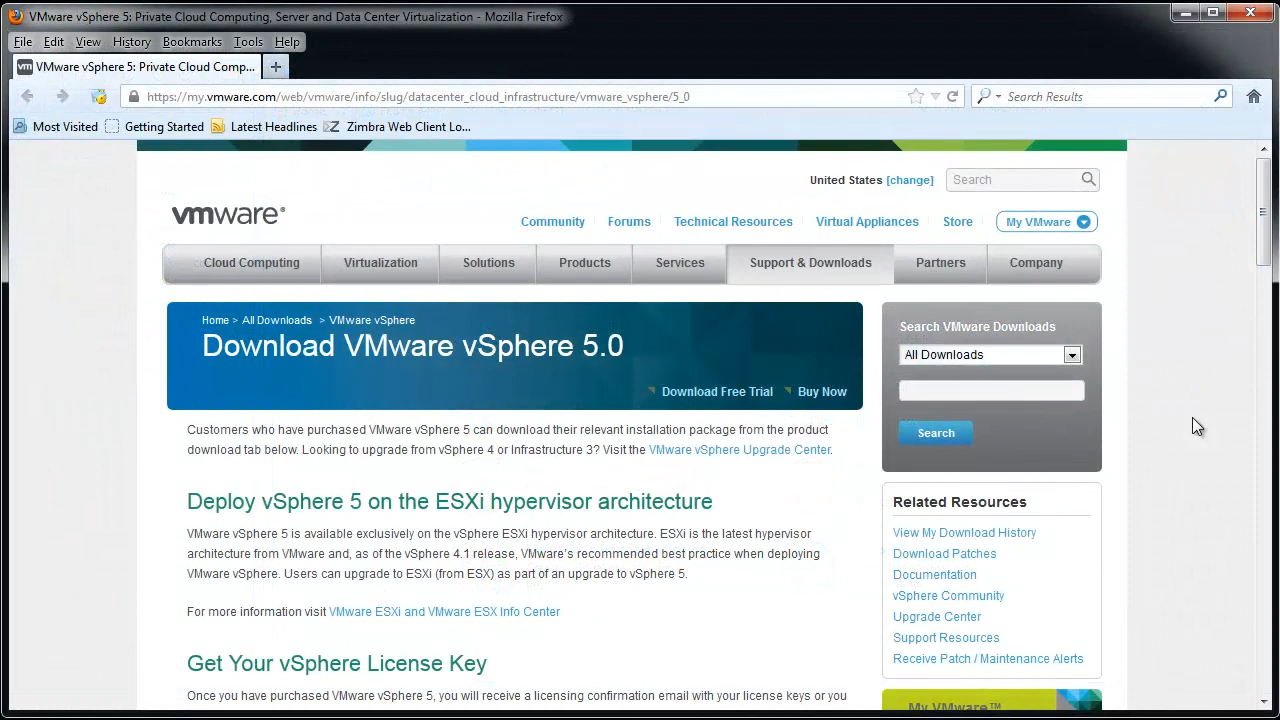 VMware vSphere 5: Private Cloud Computing, Server and Data Center Virtualization - Mozilla Firefox
File Edit View History Bookmarks Tools Help
VMware vSphere 5: Private Cloud Comp...
https://my.vmware.com/web/vmware/info/slug/datacenter_cloud_infrastructure/vmware_vsphere/5_0
Search Results
Most Visited Getting Started Latest Headlines Zimbra Web Client Lo...
United States [change] Search
vmware®
Community Forums Technical Resources Virtual Appliances Store My VMware
Cloud Computing Virtualization Solutions Products Services Support & Downloads Partners Company
Home > All Downloads > VMware vSphere
Download VMware vSphere 5.0
Download Free Trial Buy Now
Customers who have purchased VMware vSphere 5 can download their relevant installation package from the product
download tab below. Looking to upgrade from vSphere 4 or Infrastructure 3? Visit the VMware vSphere Upgrade Center.
Deploy vSphere 5 on the ESXi hypervisor architecture
VMware vSphere 5 is available exclusively on the vSphere ESXi hypervisor architecture. ESXi is the latest hypervisor
architecture from VMware and, as of the vSphere 4.1 release, VMware's recommended best practice when deploying
VMware vSphere. Users can upgrade to ESXi (from ESX) as part of an upgrade to vSphere 5.
For more information visit VMware ESXi and VMware ESX Info Center
Get Your vSphere License Key
Once you have purchased VMware vSphere 5, you will receive a licensing confirmation email with your license keys or you
Search VMware Downloads
All Downloads
Search
Related Resources
View My Download History
Download Patches
Documentation
vSphere Community
Upgrade Center
Support Resources
Receive Patch / Maintenance Alerts
My VMware™